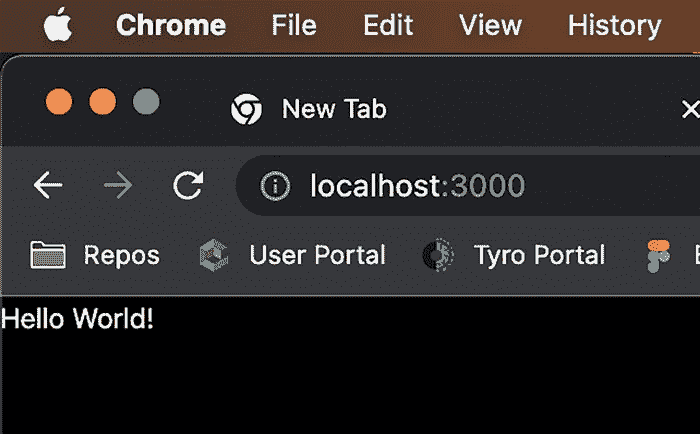 Chrome File Edit View History
New Tab
localhost:3000
Repos User Portal Tyro Portal
Hello World!